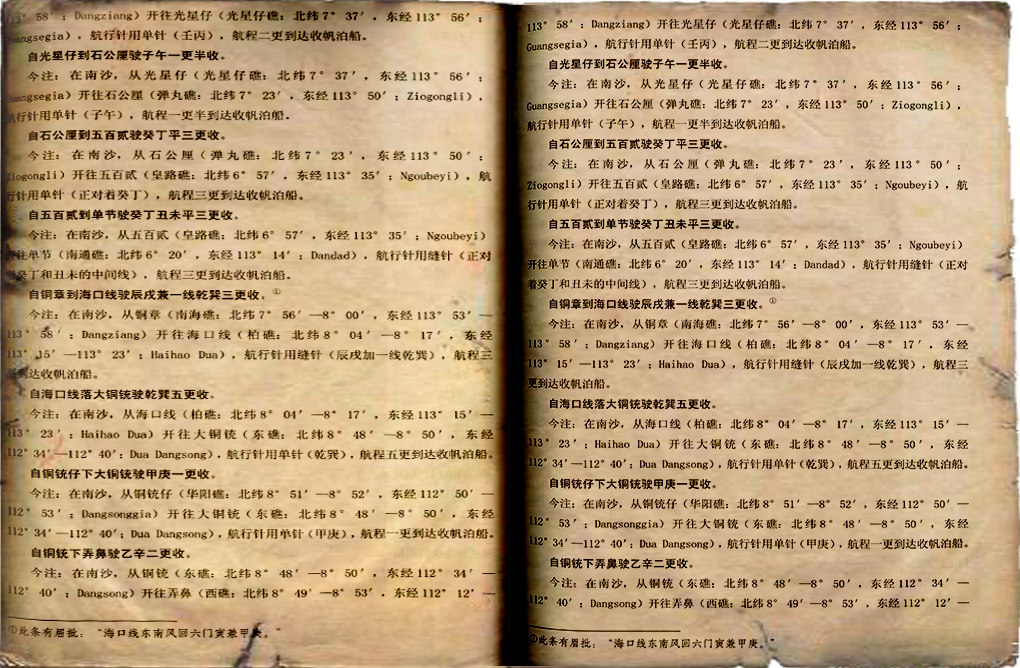 113° 58′；Dangziang）开往光星仔（光星仔礁：北纬7° 37′，东经113° 56′；
Guangsegia），航行针用单针（壬丙），航程二更到达收帆泊船。
自光星仔到石公厘驶子午一更半收。
今注：在南沙，从光星仔（光星仔礁：北纬7° 37′，东经113° 56′；
Guangsegia）开往石公厘（弹丸礁：北纬7° 23′，东经113° 50′；Ziogongli），
航行针用单针（子午），航程一更半到达收帆泊船。
自石公厘到五百贰驶癸丁平三更收。
今注：在南沙，从石公厘（弹丸礁：北纬7° 23′，东经113° 50′；
Ziogongli）开往五百贰（皇路礁：北纬6° 57′，东经113° 35′；Ngoubeyi），航
行针用单针（正对着癸丁），航程三更到达收帆泊船。
自五百贰到单节驶癸丁丑未平三更收。
今注：在南沙，从五百贰（皇路礁：北纬6° 57′，东经113° 35′；Ngoubeyi）
开往单节（南通礁：北纬6° 20′，东经113° 14′；Dandad），航行针用缝针（正对
着癸丁和丑未的中间线），航程三更到达收帆泊船。
自铜章到海口线驶辰戌兼一线乾巽三更收。①
今注：在南沙，从铜章（南海礁：北纬7° 56′—8° 00′，东经113° 53′—
113° 58′；Dangziang）开往海口线（柏礁：北纬8° 04′—8° 17′，东经
113° 15′—113° 23′；Haihao Dua），航行针用缝针（辰戌加一线乾巽），航程三
更到达收帆泊船。
自海口线落大铜铳驶乾巽五更收。
今注：在南沙，从海口线（柏礁：北纬8° 04′—8° 17′，东经113° 15′—
113° 23′；Haihao Dua）开往大铜铳（东礁：北纬8° 48′—8° 50′，东经
112° 34′—112° 40′；Dua Dangsong），航行针用单针（乾巽），航程五更到达收帆泊船。
自铜铳仔下大铜铳驶甲庚一更收。
今注：在南沙，从铜铳仔（华阳礁：北纬8° 51′—8° 52′，东经112° 50′—
112° 53′；Dangsonggia）开往大铜铳（东礁：北纬8° 48′—8° 50′，东经
112° 34′—112° 40′；Dua Dangsong），航行针用单针（甲庚），航程一更到达收帆泊船。
自铜铳下弄鼻驶乙辛二更收。
今注：在南沙，从铜铳（东礁：北纬8° 48′—8° 50′，东经112° 34′—
112° 40′；Dangsong）开往弄鼻（西礁：北纬8° 49′—8° 53′，东经112° 12′—
①此条有眉批：“海口线东南风回六门寅兼甲庚。”
113° 58′；Dangziang）开往光星仔（光星仔礁：北纬7° 37′，东经113° 56′；
Guangsegia），航行针用单针（壬丙），航程二更到达收帆泊船。
自光星仔到石公厘驶子午一更半收。
今注：在南沙，从光星仔（光星仔礁：北纬7° 37′，东经113° 56′；
Guangsegia）开往石公厘（弹丸礁：北纬7° 23′，东经113° 50′；Ziogongli），
航行针用单针（子午），航程一更半到达收帆泊船。
自石公厘到五百贰驶癸丁平三更收。
今注：在南沙，从石公厘（弹丸礁：北纬7° 23′，东经113° 50′；
Ziogongli）开往五百贰（皇路礁：北纬6° 57′，东经113° 35′；Ngoubeyi），航
行针用单针（正对着癸丁），航程三更到达收帆泊船。
自五百贰到单节驶癸丁丑未平三更收。
今注：在南沙，从五百贰（皇路礁：北纬6° 57′，东经113° 35′；Ngoubeyi）
开往单节（南通礁：北纬6° 20′，东经113° 14′；Dandad），航行针用缝针（正对
着癸丁和丑未的中间线），航程三更到达收帆泊船。
自铜章到海口线驶辰戌兼一线乾巽三更收。①
今注：在南沙，从铜章（南海礁：北纬7° 56′—8° 00′，东经113° 53′—
113° 58′；Dangziang）开往海口线（柏礁：北纬8° 04′—8° 17′，东经
113° 15′—113° 23′；Haihao Dua），航行针用缝针（辰戌加一线乾巽），航程三
更到达收帆泊船。
自海口线落大铜铳驶乾巽五更收。
今注：在南沙，从海口线（柏礁：北纬8° 04′—8° 17′，东经113° 15′—
113° 23′；Haihao Dua）开往大铜铳（东礁：北纬8° 48′—8° 50′，东经
112° 34′—112° 40′；Dua Dangsong），航行针用单针（乾巽），航程五更到达收帆泊船。
自铜铳仔下大铜铳驶甲庚一更收。
今注：在南沙，从铜铳仔（华阳礁：北纬8° 51′—8° 52′，东经112° 50′—
112° 53′；Dangsonggia）开往大铜铳（东礁：北纬8° 48′—8° 50′，东经
112° 34′—112° 40′；Dua Dangsong），航行针用单针（甲庚），航程一更到达收帆泊船。
自铜铳下弄鼻驶乙辛二更收。
今注：在南沙，从铜铳（东礁：北纬8° 48′—8° 50′，东经112° 34′—
112° 40′；Dangsong）开往弄鼻（西礁：北纬8° 49′—8° 53′，东经112° 12′—
①此条有眉批：“海口线东南风回六门寅兼甲庚。”